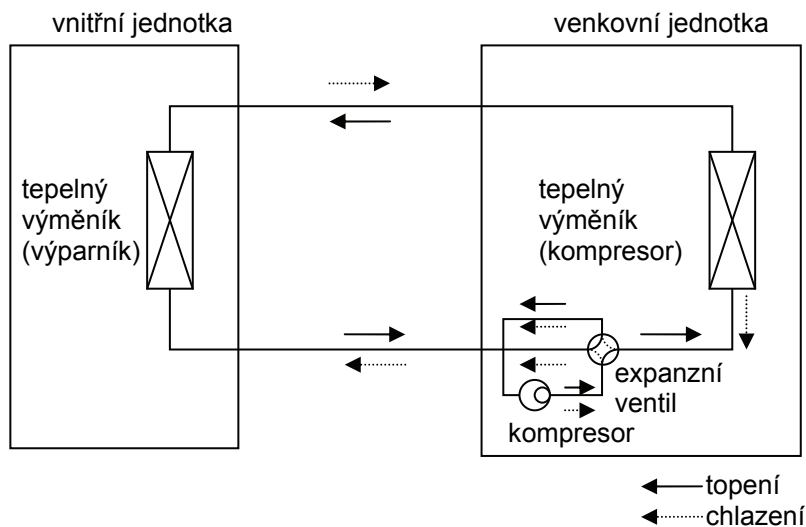 vnitřní jednotka
venkovní jednotka
tepelný
výměník
(výparník)
tepelný
výměník
(kompresor)
expanzní
ventil
kompresor
topení
chlazení